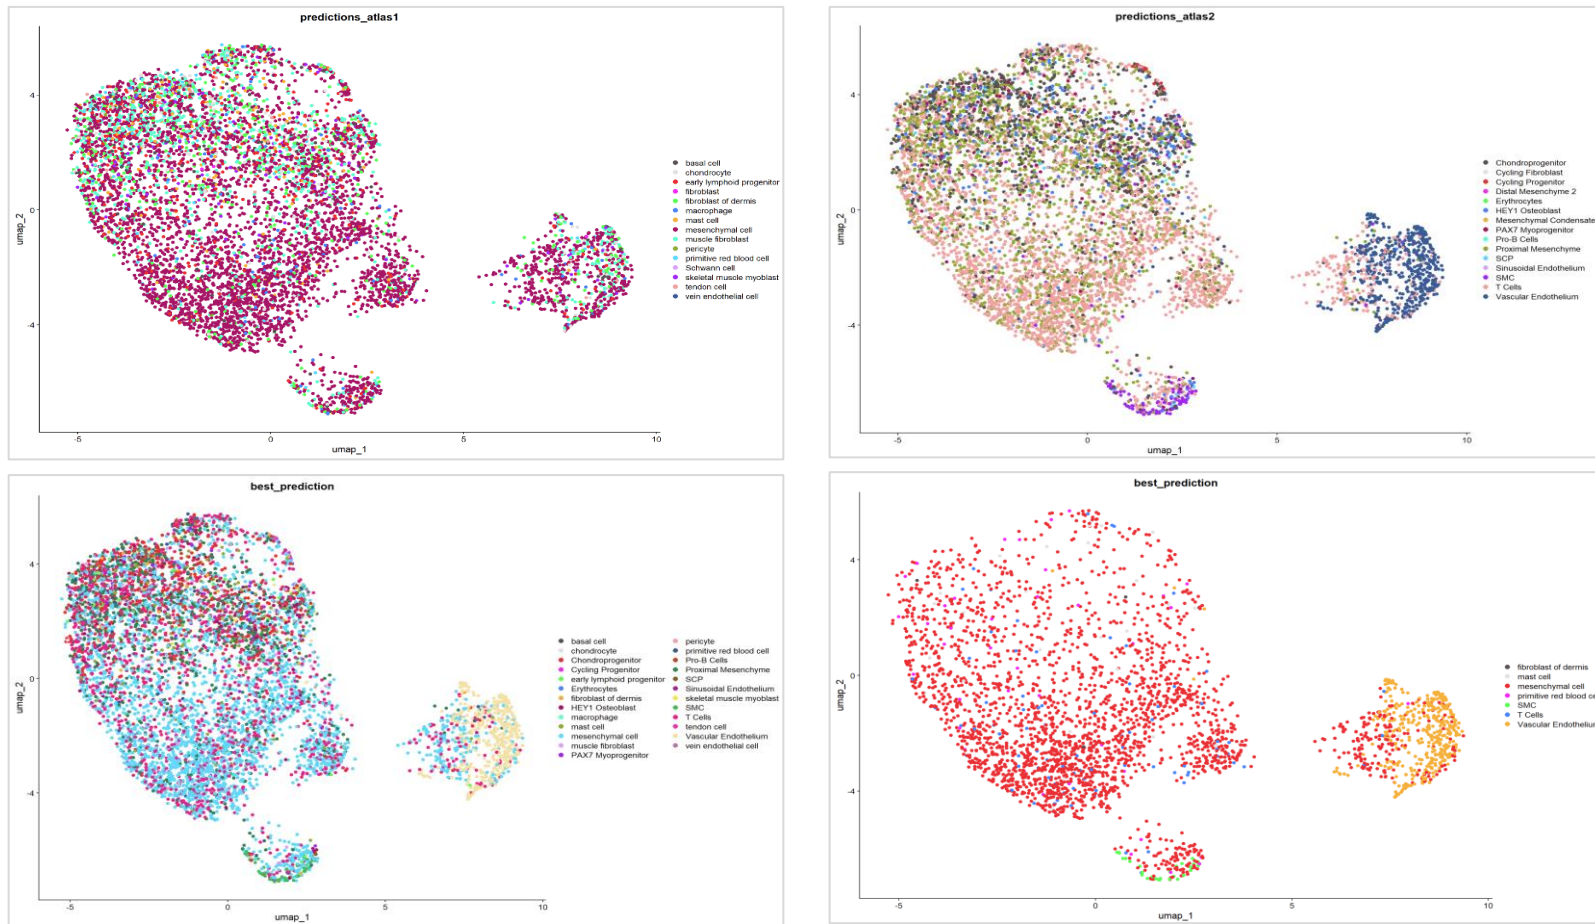 predictions_atlas1
4
0
-4
umap_2
-5
0
5
10
umap_1
basal cell
chondrocyte
early lymphoid progenitor
fibroblast
fibroblast of dermis
macrophage
mast cell
mesenchymal cell
muscle fibroblast
pericyte
primitive red blood cell
Schwann cell
skeletal muscle myoblast
tendon cell
vein endothelial cell
predictions_atlas2
4
0
-4
umap_2
-5
0
5
10
umap_1
Chondroprogenitor
Cycling Fibroblast
Cycling Progenitor
Distal Mesenchyme 2
Erythrocytes
HEY1 Osteoblast
Mesenchymal Condensate
PAX7 Myoprogenitor
Pro-B Cells
Proximal Mesenchyme
SCP
Sinusoidal Endothelium
SMC
T Cells
Vascular Endothelium
best_prediction
4
0
-4
umap_2
-5
0
5
10
umap_1
basal cell
chondrocyte
Chondroprogenitor
Cycling Progenitor
early lymphoid progenitor
Erythrocytes
fibroblast of dermis
HEY1 Osteoblast
macrophage
mast cell
mesenchymal cell
muscle fibroblast
PAX7 Myoprogenitor
pericyte
primitive red blood cell
Pro-B Cells
Proximal Mesenchyme
SCP
Sinusoidal Endothelium
skeletal muscle myoblast
SMC
T Cells
tendon cell
Vascular Endothelium
vein endothelial cell
best_prediction
4
0
-4
umap_2
-5
0
5
10
umap_1
fibroblast of dermis
mast cell
mesenchymal cell
primitive red blood ce
SMC
T Cells
Vascular Endothelium